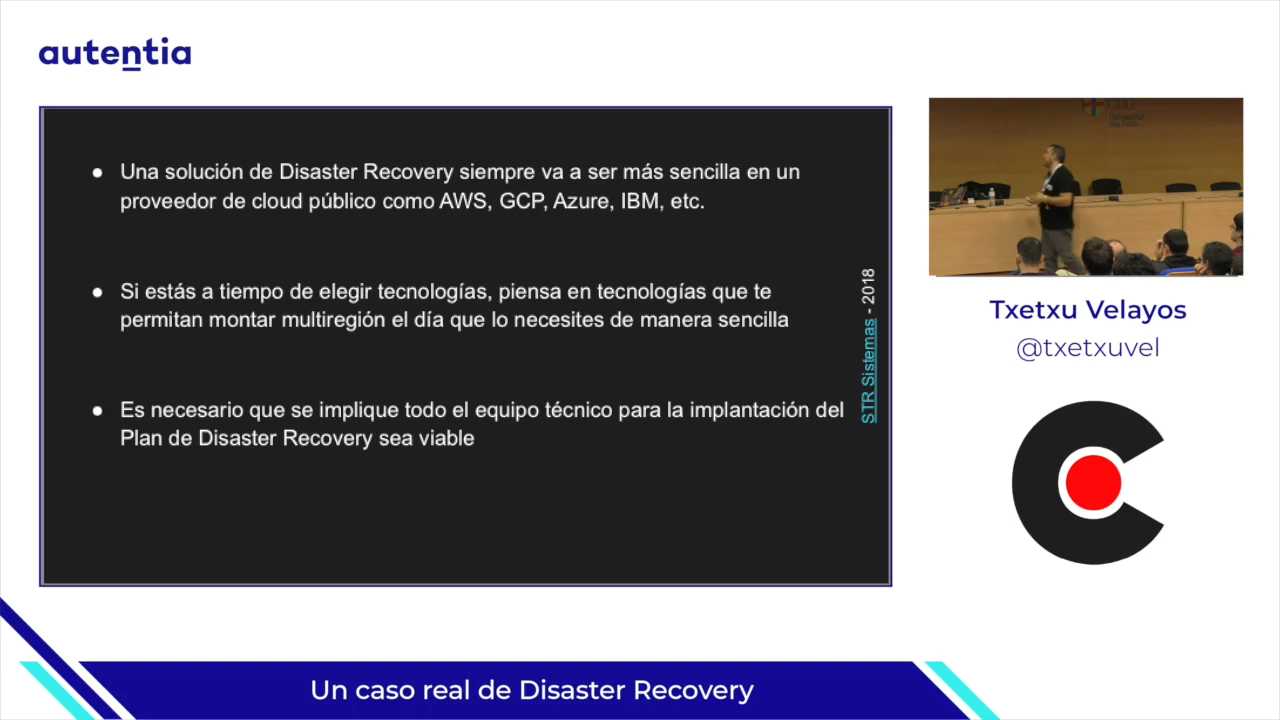 autentia
● Una solución de Disaster Recovery siempre va a ser más sencilla en un
proveedor de cloud público como AWS, GCP, Azure, IBM, etc.
● Si estás a tiempo de elegir tecnologías, piensa en tecnologías que te
permitan montar multiregión el día que lo necesites de manera sencilla
● Es necesario que se implique todo el equipo técnico para la implantación del
Plan de Disaster Recovery sea viable
STR Sistemas - 2018
Txetxu Velayos
@txetxuvel
Un caso real de Disaster Recovery